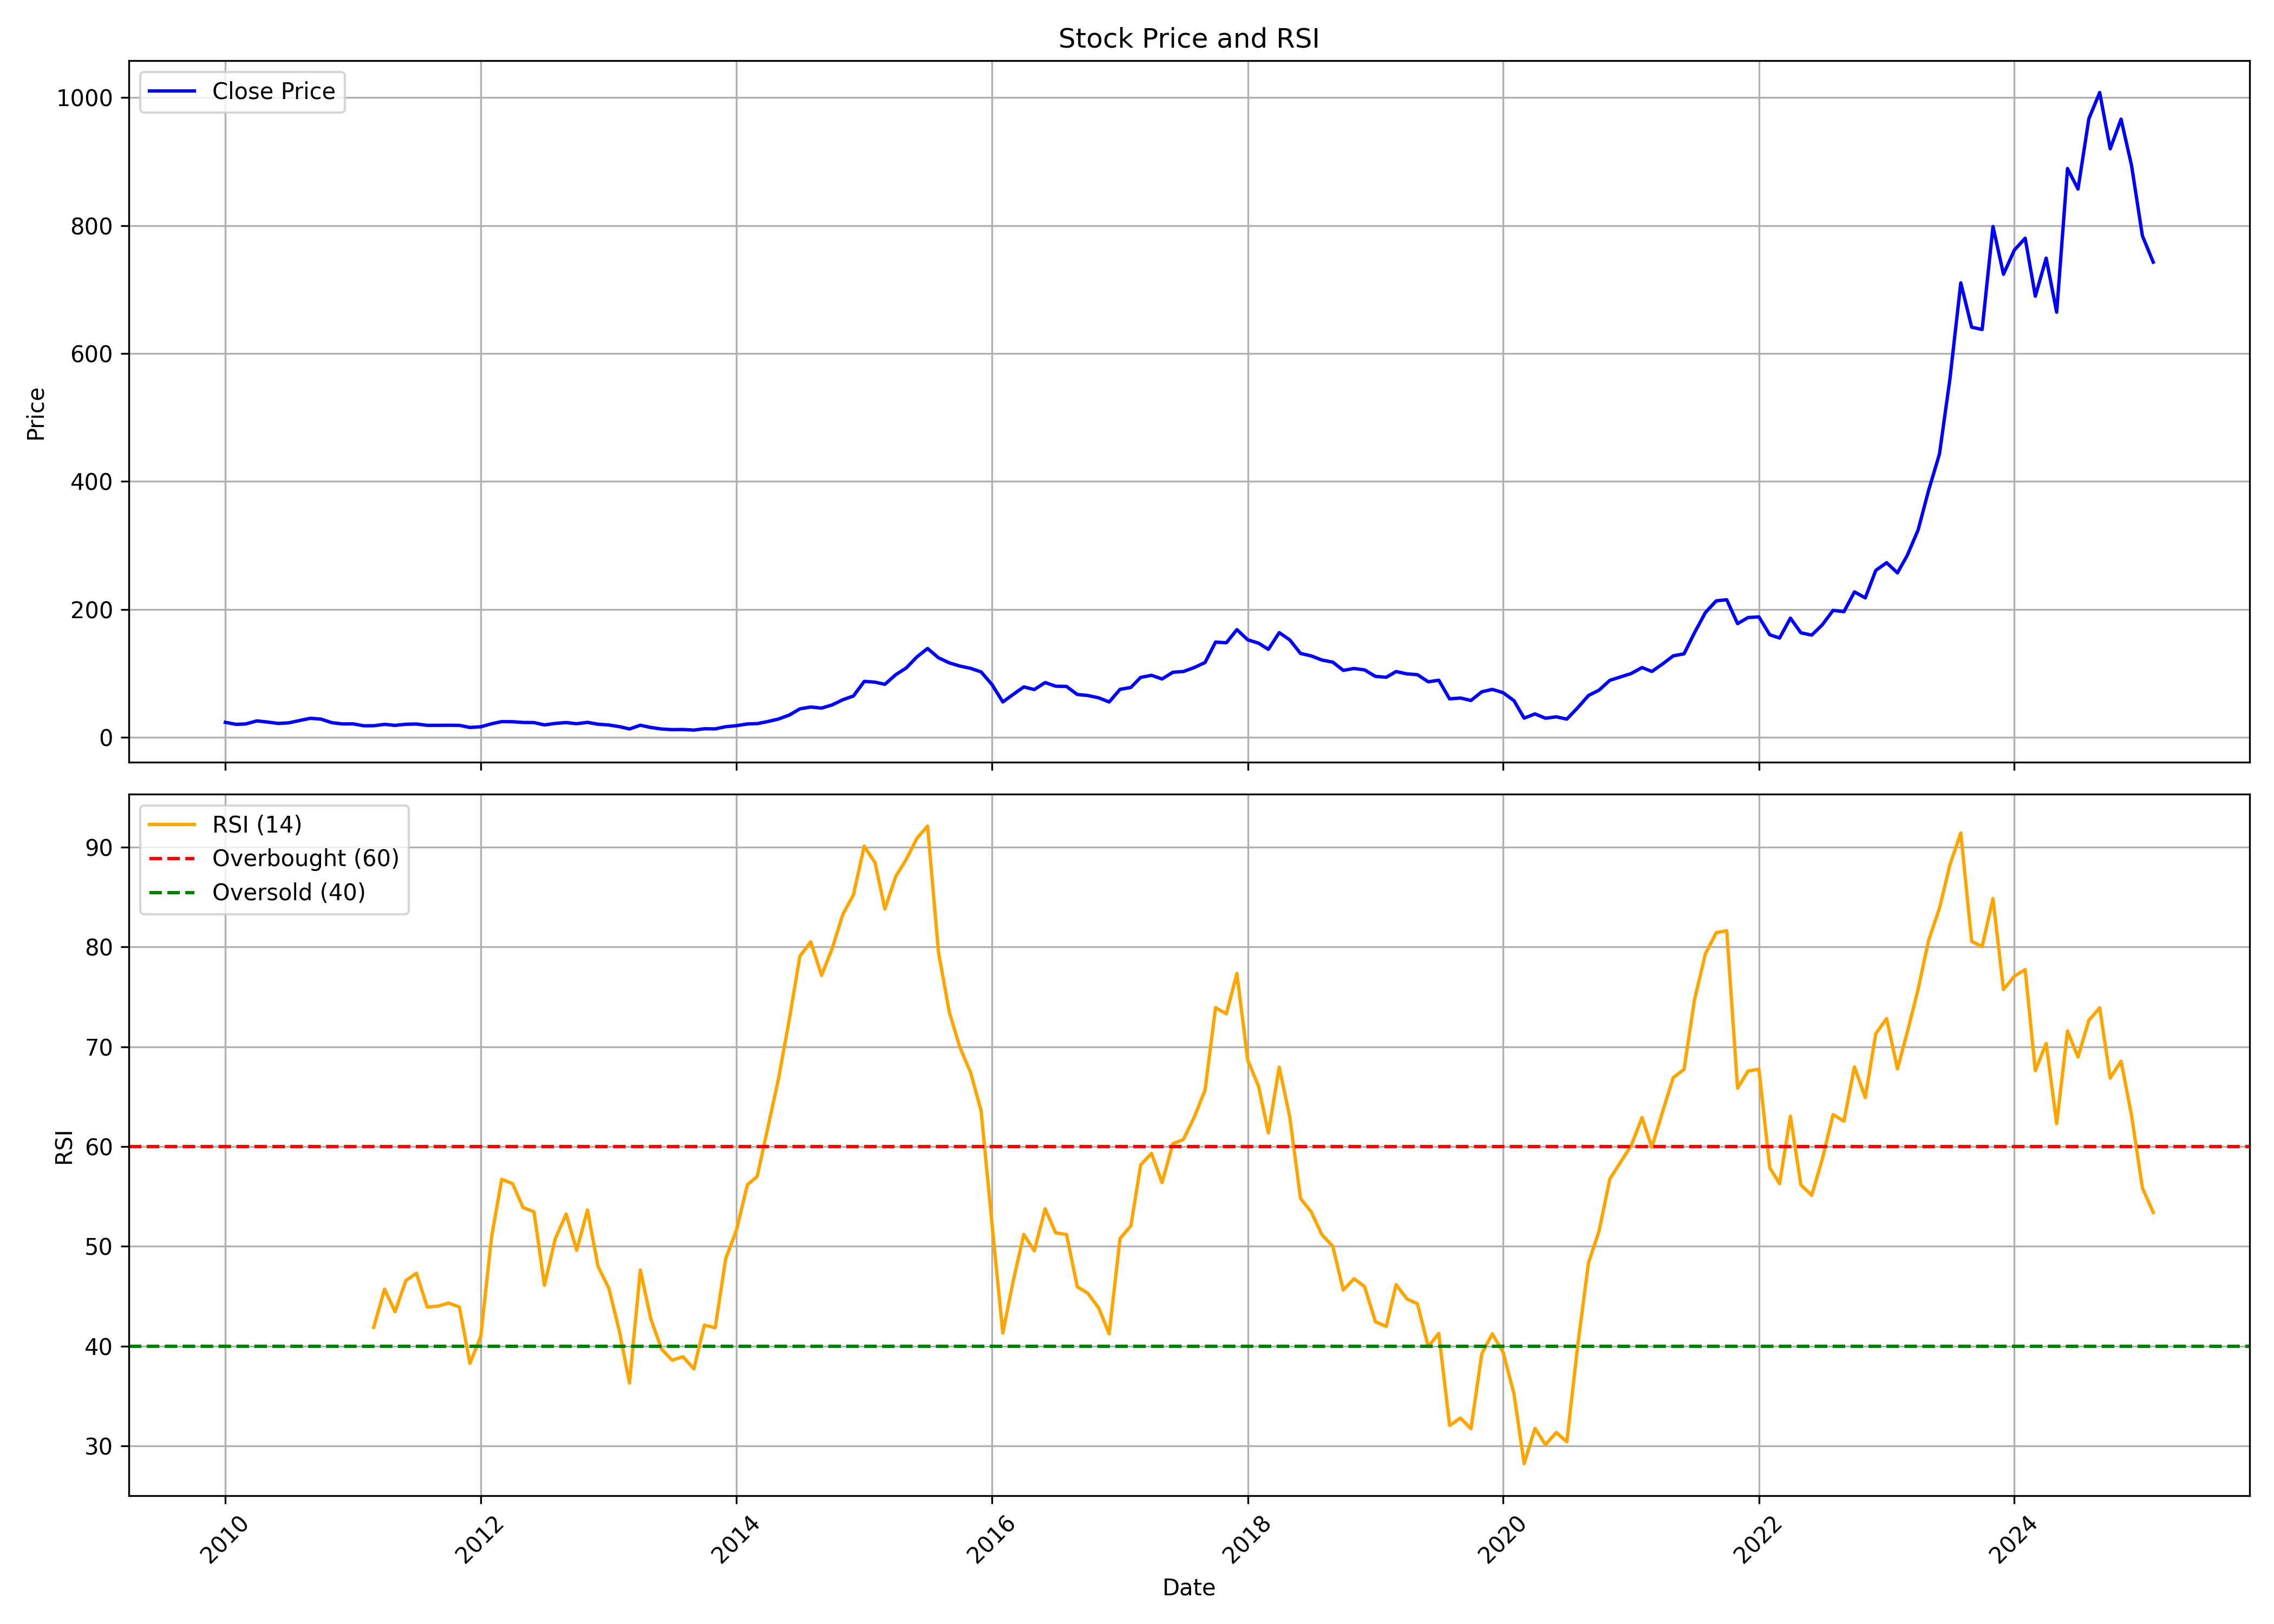 Stock Price and RSI
Close Price
1000
800
600
400
200
0
Price
RSI (14)
Overbought (60)
Oversold (40)
90
80
70
60
50
40
30
RSI
2010
2012
2014
2016
2018
2020
2022
2024
Date